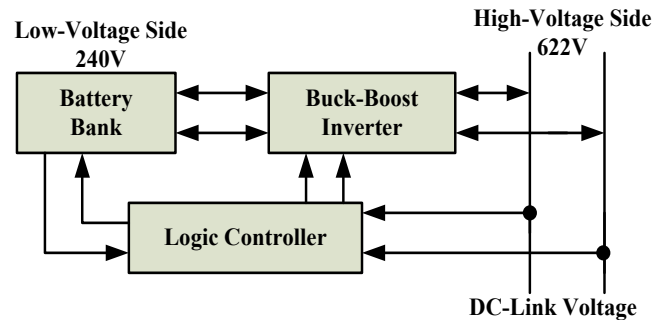 Low-Voltage Side
240V
High-Voltage Side
622V
Battery
Bank
Buck-Boost
Inverter
Logic Controller
DC-Link Voltage